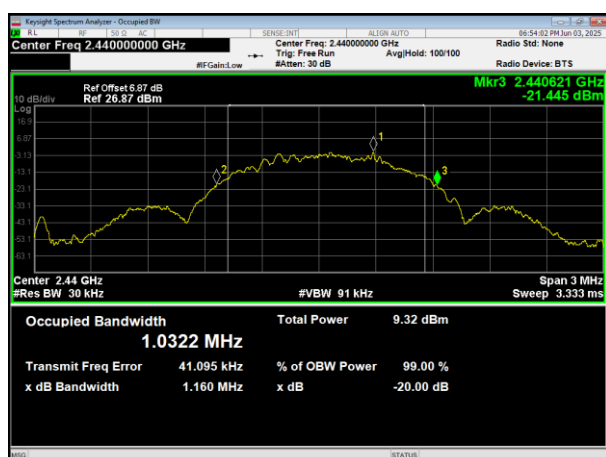 Keysight Spectrum Analyzer - Occupied BW
RL RF 50 Ω AC SENSE:INT ALIGN AUTO 06:54:02 PM Jun 03, 2025
Center Freq 2.440000000 GHz Center Freq: 2.440000000 GHz Radio Std: None
Trig: Free Run Avg|Hold: 100/100
#IFGain:Low #Atten: 30 dB Radio Device: BTS
Ref Offset 6.87 dB Mkr3 2.440621 GHz
10 dB/div Ref 26.87 dBm -21.445 dBm
Log
16.9
6.87
1
-3.13
-13.1
2
3
-23.1
-33.1
-43.1
-53.1
-63.1
Center 2.44 GHz Span 3 MHz
#Res BW 30 kHz #VBW 91 kHz Sweep 3.333 ms
Occupied Bandwidth Total Power 9.32 dBm
1.0322 MHz
Transmit Freq Error 41.095 kHz % of OBW Power 99.00 %
x dB Bandwidth 1.160 MHz x dB -20.00 dB
MSG STATUS